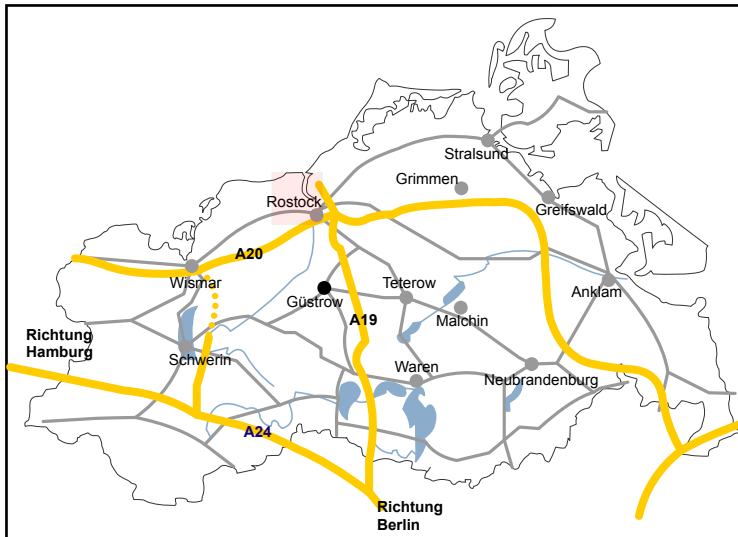 Stralsund
Grimmen
Rostock
Greifswald
A20
Wismar
Teterow
Anklam
Güstrow
A19
Malchin
Richtung
Hamburg
Schwerin
Waren
Neubrandenburg
A24
Richtung
Berlin